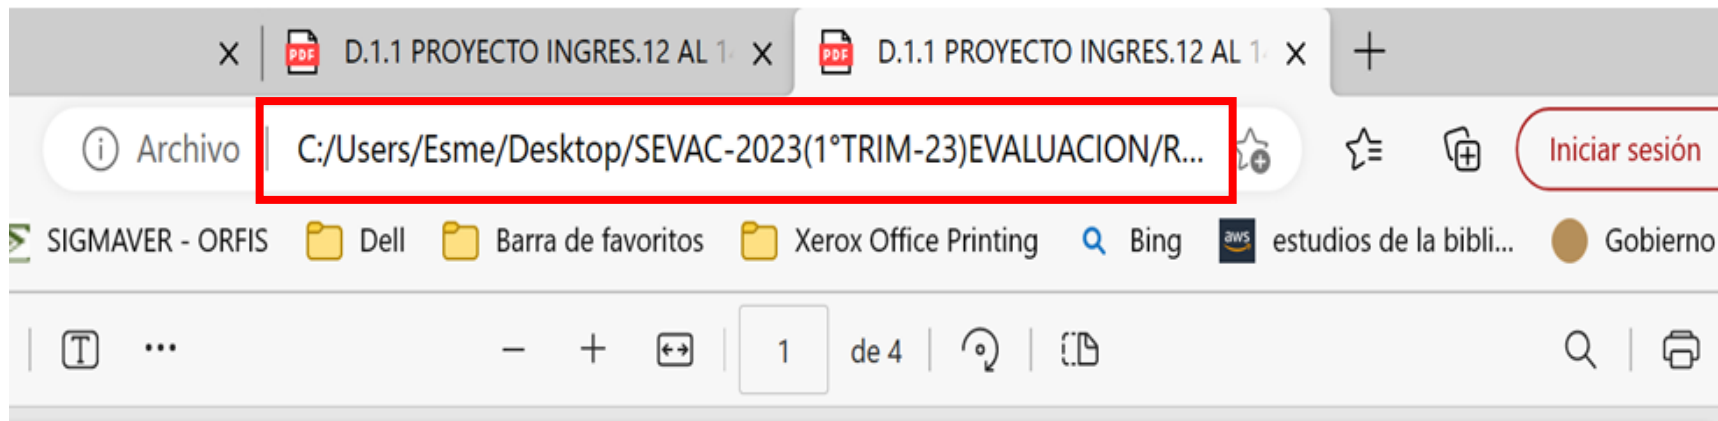 PDF D.1.1 PROYECTO INGRES.12 AL 1 PDF D.1.1 PROYECTO INGRES.12 AL 1
Archivo C:/Users/Esme/Desktop/SEVAC-2023(1°TRIM-23)EVALUACION/R... Iniciar sesión
SIGMAVER - ORFIS Dell Barra de favoritos Xerox Office Printing Bing aws estudios de la bibli... Gobierno
T ... 1 de 4